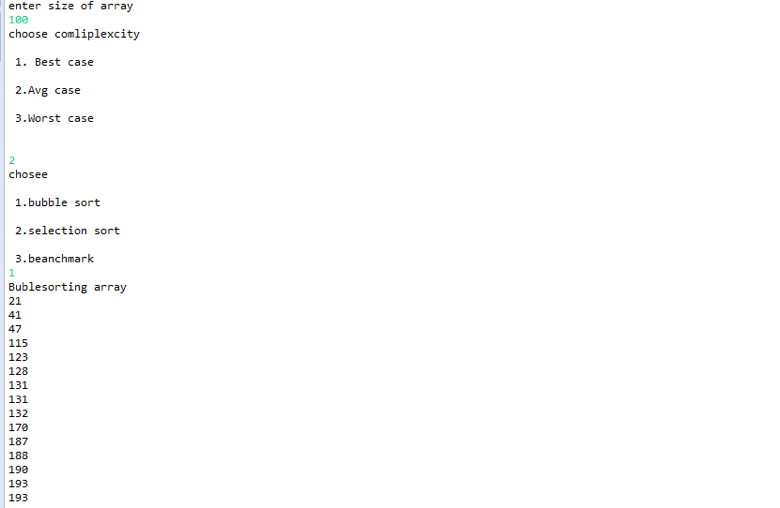 enter size of array
100
choose comliplexcity
1. Best case
2.Avg case
3.Worst case
2
chosee
1.bubble sort
2.selection sort
3.beanchmark
1
Bublesorting array
21
41
47
115
123
128
131
131
132
170
187
188
190
193
193